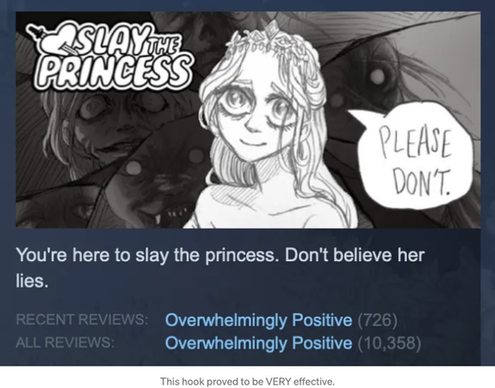 SLAY THE
PRINCESS
PLEASE
DON'T.
You're here to slay the princess. Don't believe her
lies.
RECENT REVIEWS: Overwhelmingly Positive (726)
ALL REVIEWS: Overwhelmingly Positive (10,358)
This hook proved to be VERY effective.